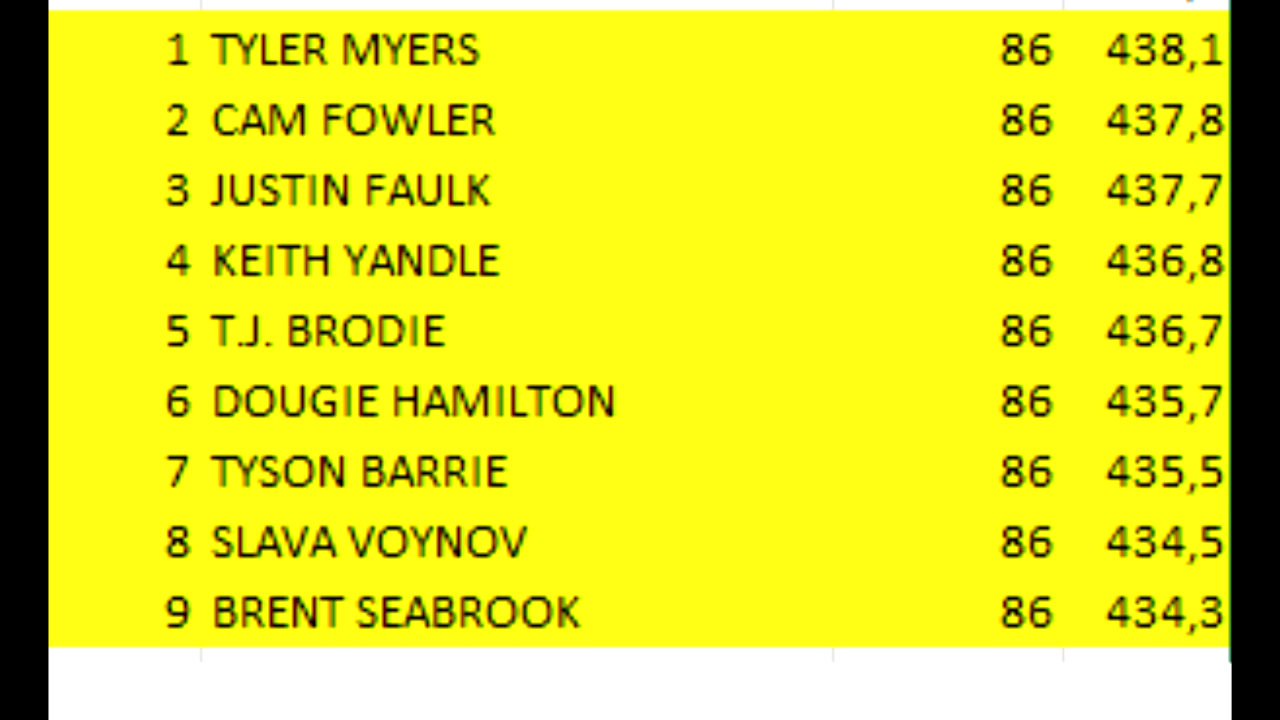 1 TYLER MYERS 86 438,1
2 CAM FOWLER 86 437,8
3 JUSTIN FAULK 86 437,7
4 KEITH YANDLE 86 436,8
5 T.J. BRODIE 86 436,7
6 DOUGIE HAMILTON 86 435,7
7 TYSON BARRIE 86 435,5
8 SLAVA VOYNOV 86 434,5
9 BRENT SEABROOK 86 434,3